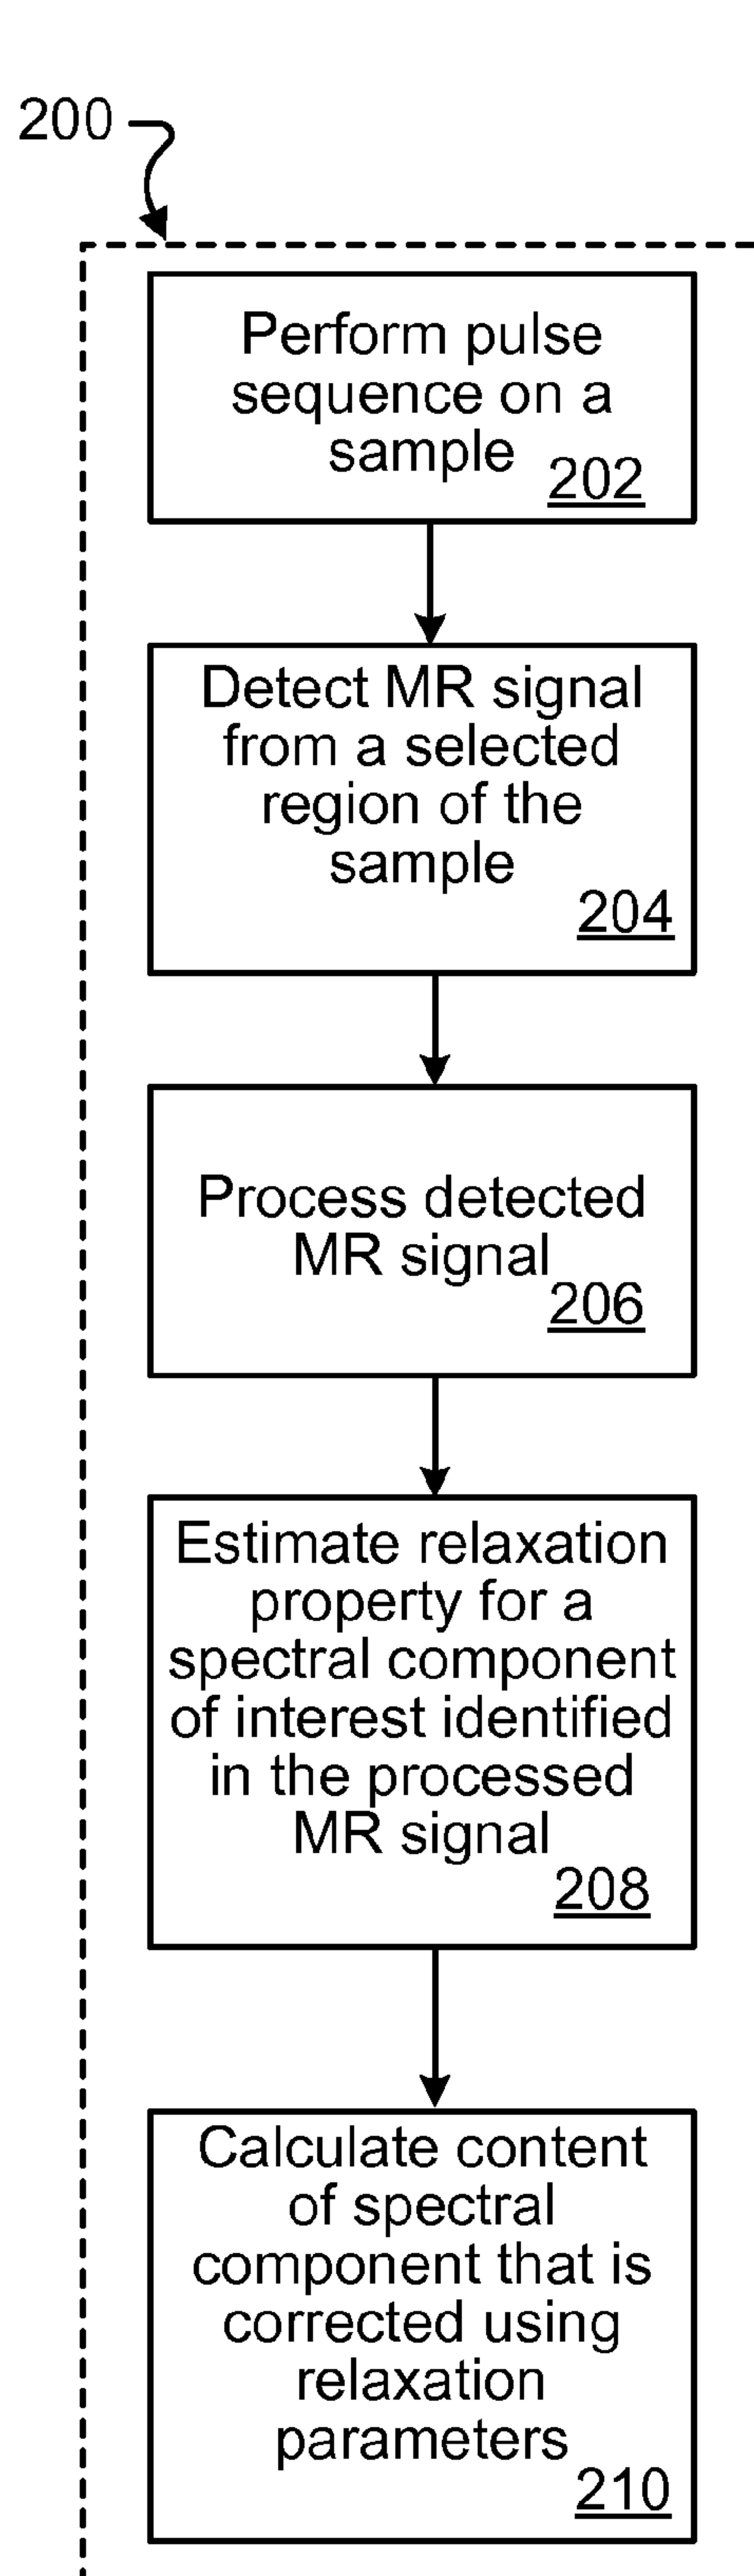 200
Perform pulse
sequence on a
sample
202
Detect MR signal
from a selected
region of the
sample
204
Process detected
MR signal
206
Estimate relaxation
property for a
spectral component
of interest identified
in the processed
MR signal
208
Calculate content
of spectral
component that is
corrected using
relaxation
parameters
210